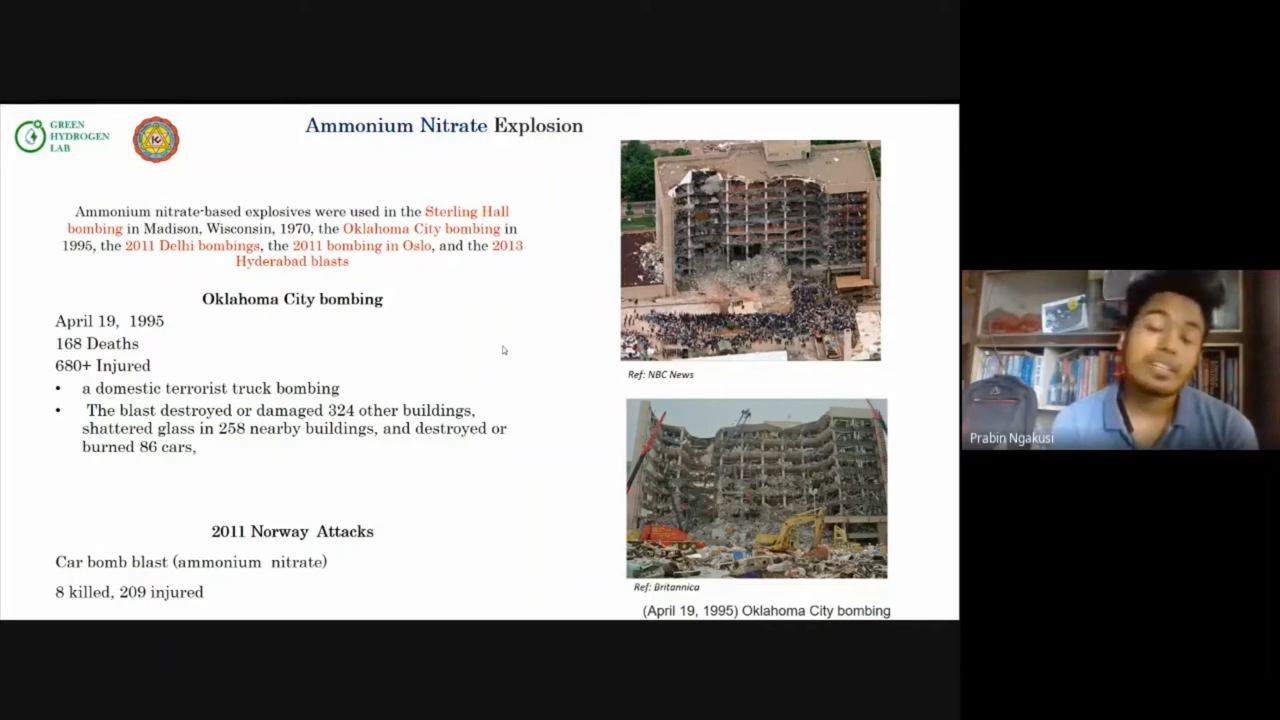 GREEN
HYDROGEN
LAB
Ammonium Nitrate Explosion
Ammonium nitrate-based explosives were used in the Sterling Hall
bombing in Madison, Wisconsin, 1970, the Oklahoma City bombing in
1995, the 2011 Delhi bombings, the 2011 bombing in Oslo, and the 2013
Hyderabad blasts
Oklahoma City bombing
April 19, 1995
168 Deaths
680+ Injured
• a domestic terrorist truck bombing
• The blast destroyed or damaged 324 other buildings,
shattered glass in 258 nearby buildings, and destroyed or
burned 86 cars,
2011 Norway Attacks
Car bomb blast (ammonium nitrate)
8 killed, 209 injured
Ref: NBC News
Ref: Britannica
(April 19, 1995) Oklahoma City bombing
Prabin Ngakusi